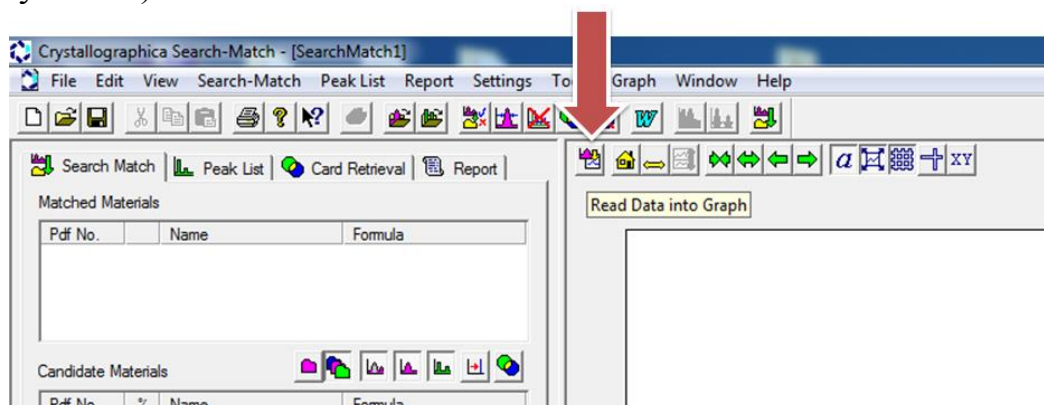 Crystallographica Search-Match - [SearchMatch1]
File Edit View Search-Match Peak List Report Settings Graph Window Help
W a XY
Search Match Peak List Card Retrieval Report
Read Data into Graph
Matched Materials
Pdf No. Name Formula
Candidate Materials
Pdf No. % Name Formula